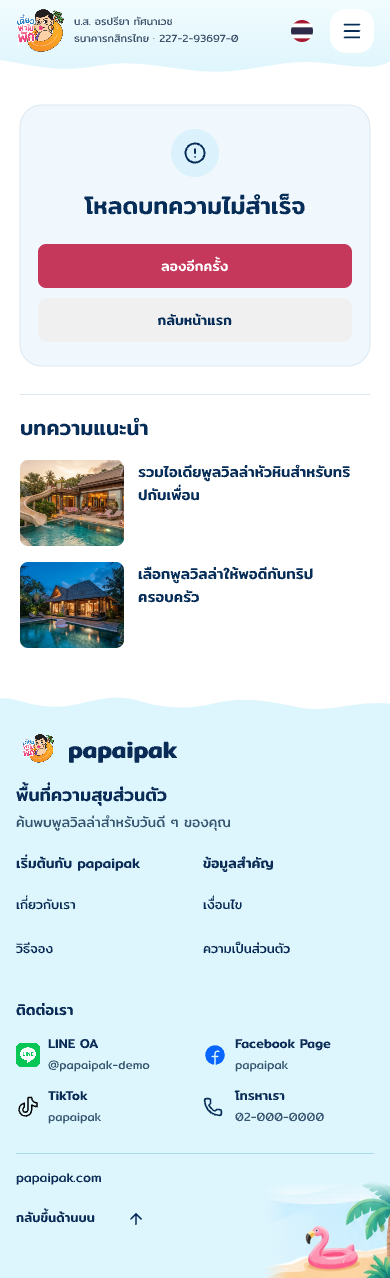 เที่ยว
พา
พัก
น.ส. อรปรียา ทัศนาเวช
ธนาคารกสิกรไทย · 227-2-93697-0
โหลดบทความไม่สำเร็จ
ลองอีกครั้ง
กลับหน้าแรก
บทความแนะนำ
รวมไอเดียพูลวิลล่าหัวหินสำหรับทริ
ปกับเพื่อน
เลือกพูลวิลล่าให้พอดีกับทริป
ครอบครัว
papaipak
พื้นที่ความสุขส่วนตัว
ค้นพบพูลวิลล่าสำหรับวันดี ๆ ของคุณ
เริ่มต้นกับ papaipak
ข้อมูลสำคัญ
เกี่ยวกับเรา
เงื่อนไข
วิธีจอง
ความเป็นส่วนตัว
ติดต่อเรา
LINE
LINE OA
@papaipak-demo
Facebook Page
papaipak
TikTok
papaipak
โทรหาเรา
02-000-0000
papaipak.com
กลับขึ้นด้านบน